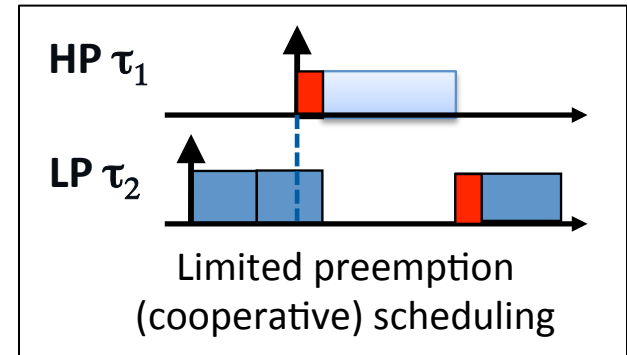 HP τ1
LP τ2
Limited preemption
(cooperative) scheduling